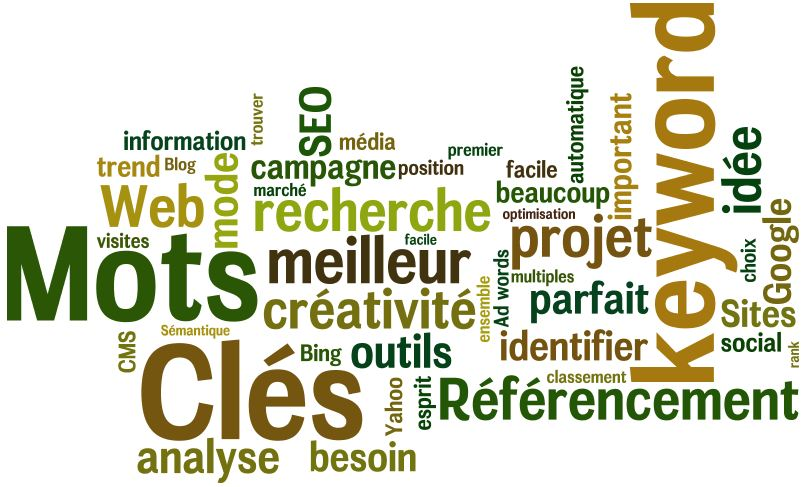 keyword
SEO
automatique
trouver
important
information
média
idée
premier
trend
Blog
mode
campagne
position
facile
marché
beaucoup
Web
recherche
optimisation
Google
visites
facile
projet
Mots
meilleur
choix
Ad words
multiples
créativité
ensemble
parfait
Sites
Sémantique
CMS
Clés
Bing
outils
identifier
social
rank
classement
Yahoo
esprit
Référencement
analyse
besoin